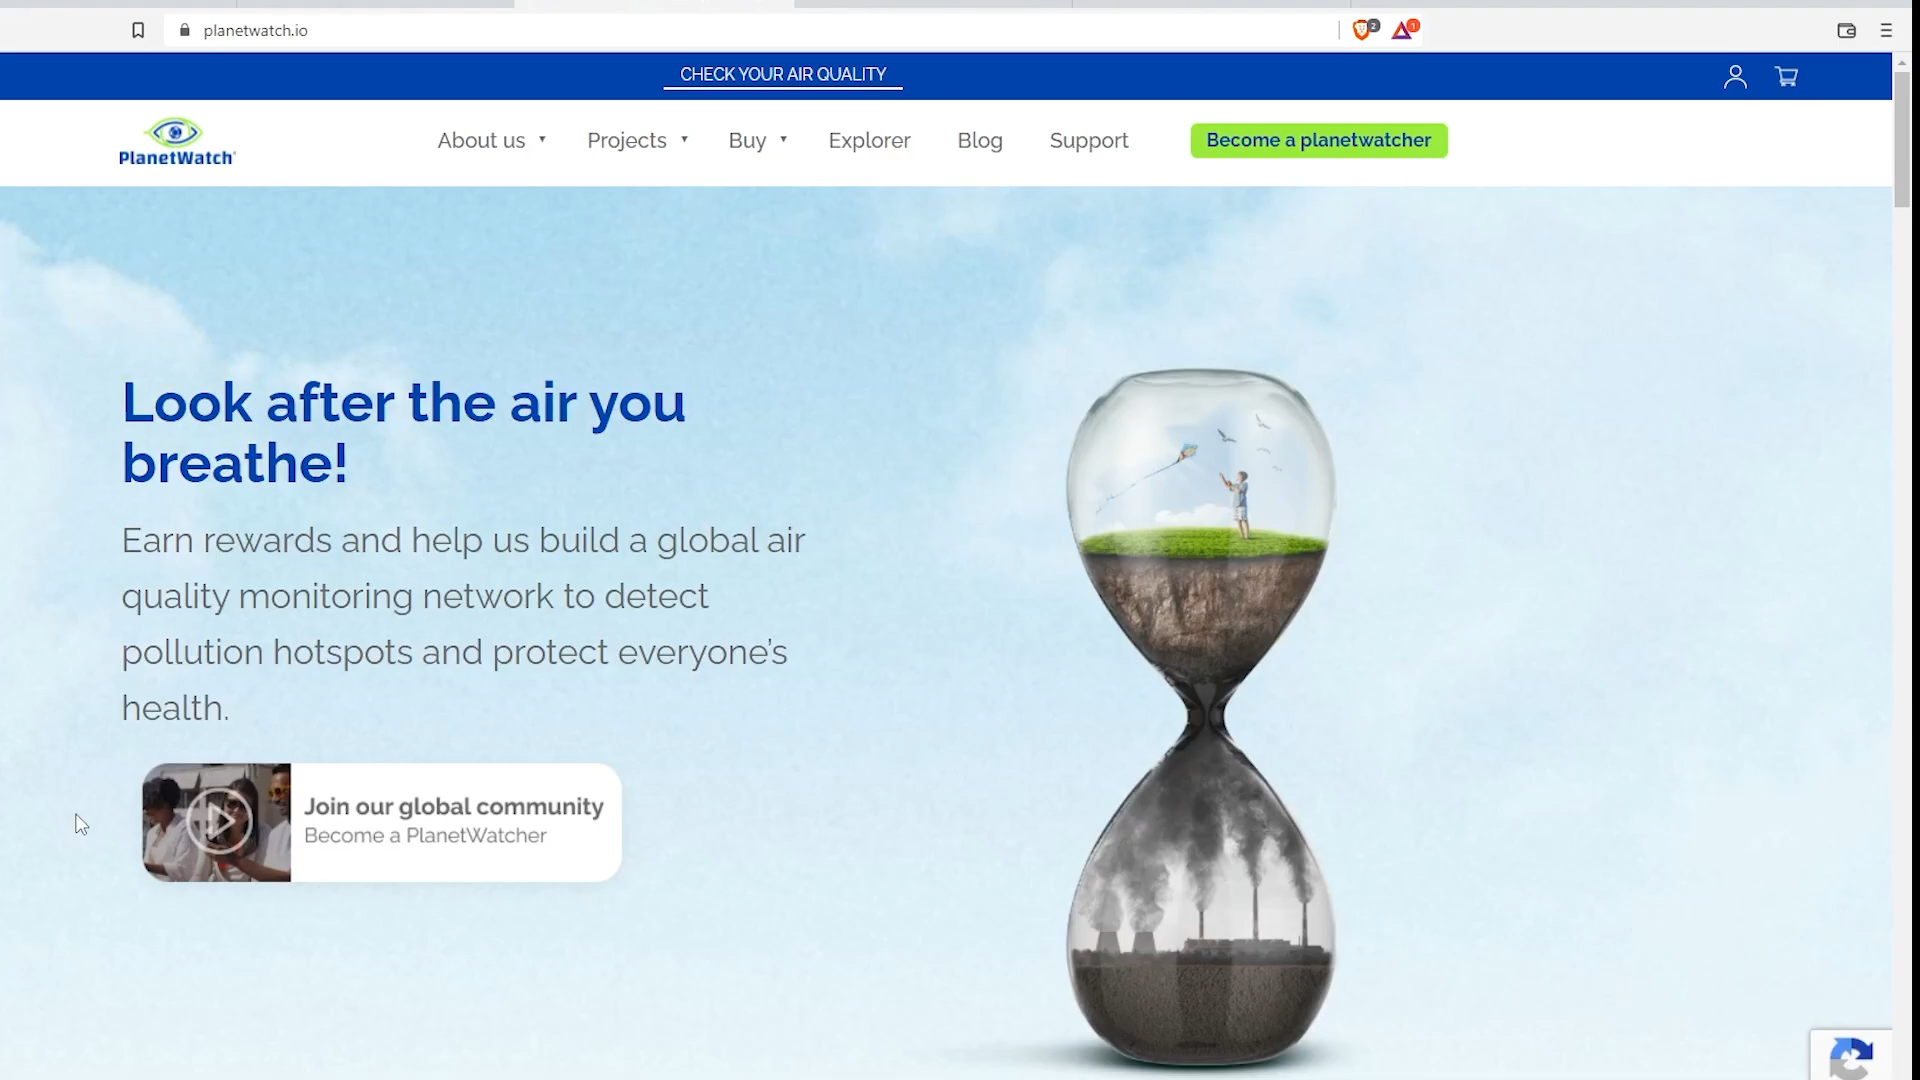 planetwatch.io
2
1
CHECK YOUR AIR QUALITY
PlanetWatch
About us
Projects
Buy
Explorer
Blog
Support
Become a planetwatcher
Look after the air you
breathe!
Earn rewards and help us build a global air
quality monitoring network to detect
pollution hotspots and protect everyone's
health.
Join our global community
Become a PlanetWatcher